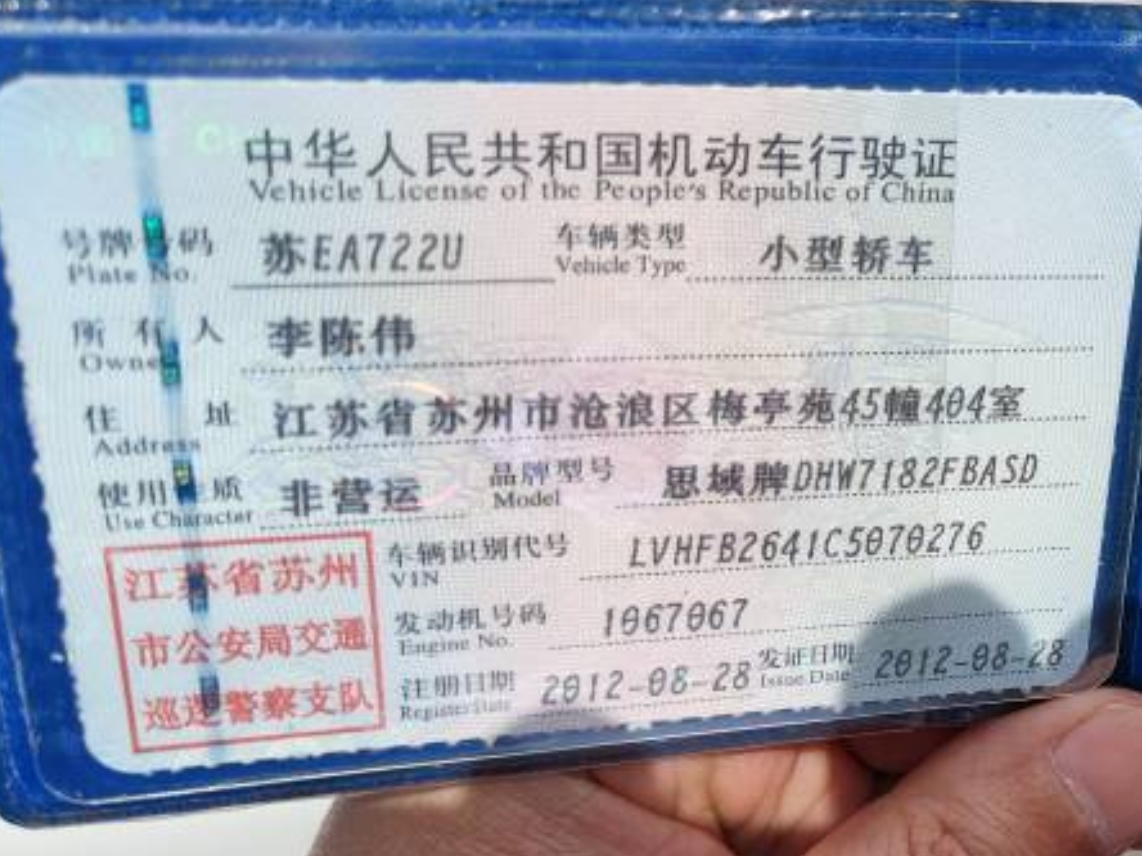 中华人民共和国机动车行驶证
Vehicle License of the People's Republic of China
号牌号码 苏EA722U 车辆类型 小型轿车
Plate No. Vehicle Type
所有人 李陈伟
Owner
住址 江苏省苏州市沧浪区梅亭苑45幢404室
Address
使用性质 非营运 品牌型号 思域牌DHW7182FBASD
Use Character Model
车辆识别代号 LVHFB2641C5070276
VIN
发动机号码 1067067
Engine No.
注册日期 2012-08-28 发证日期 2012-08-28
Register Date Issue Date
江苏省苏州
市公安局交通
巡逻警察支队